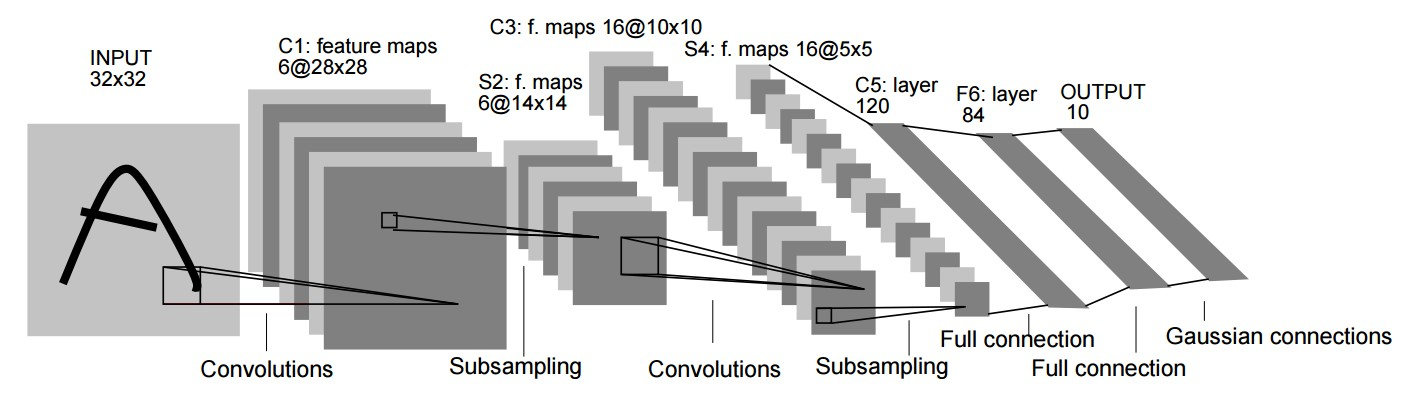 INPUT
32x32
C1: feature maps
6@28x28
S2: f. maps
6@14x14
C3: f. maps 16@10x10
S4: f. maps 16@5x5
C5: layer
120
F6: layer
84
OUTPUT
10
Convolutions
Subsampling
Convolutions
Subsampling
Full connection
Full connection
Gaussian connections